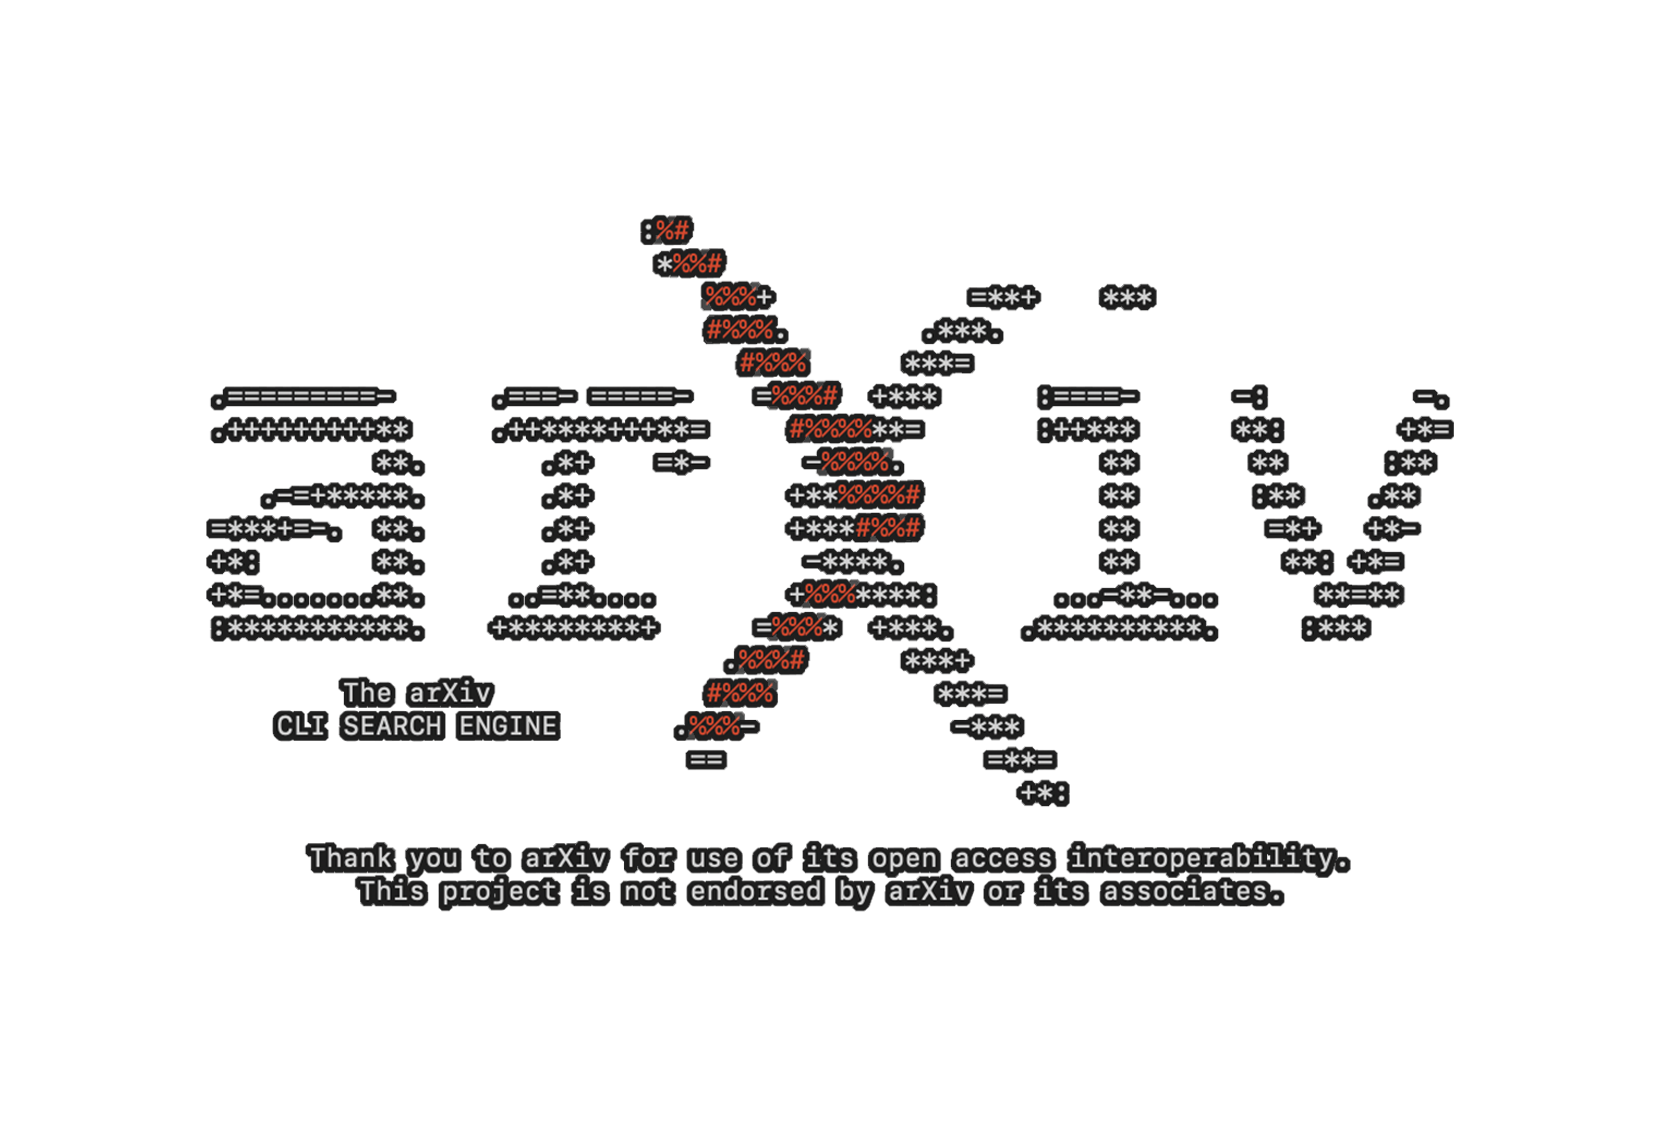 arXiv
The arXiv
CLI SEARCH ENGINE
Thank you to arXiv for use of its open access interoperability.
This project is not endorsed by arXiv or its associates.